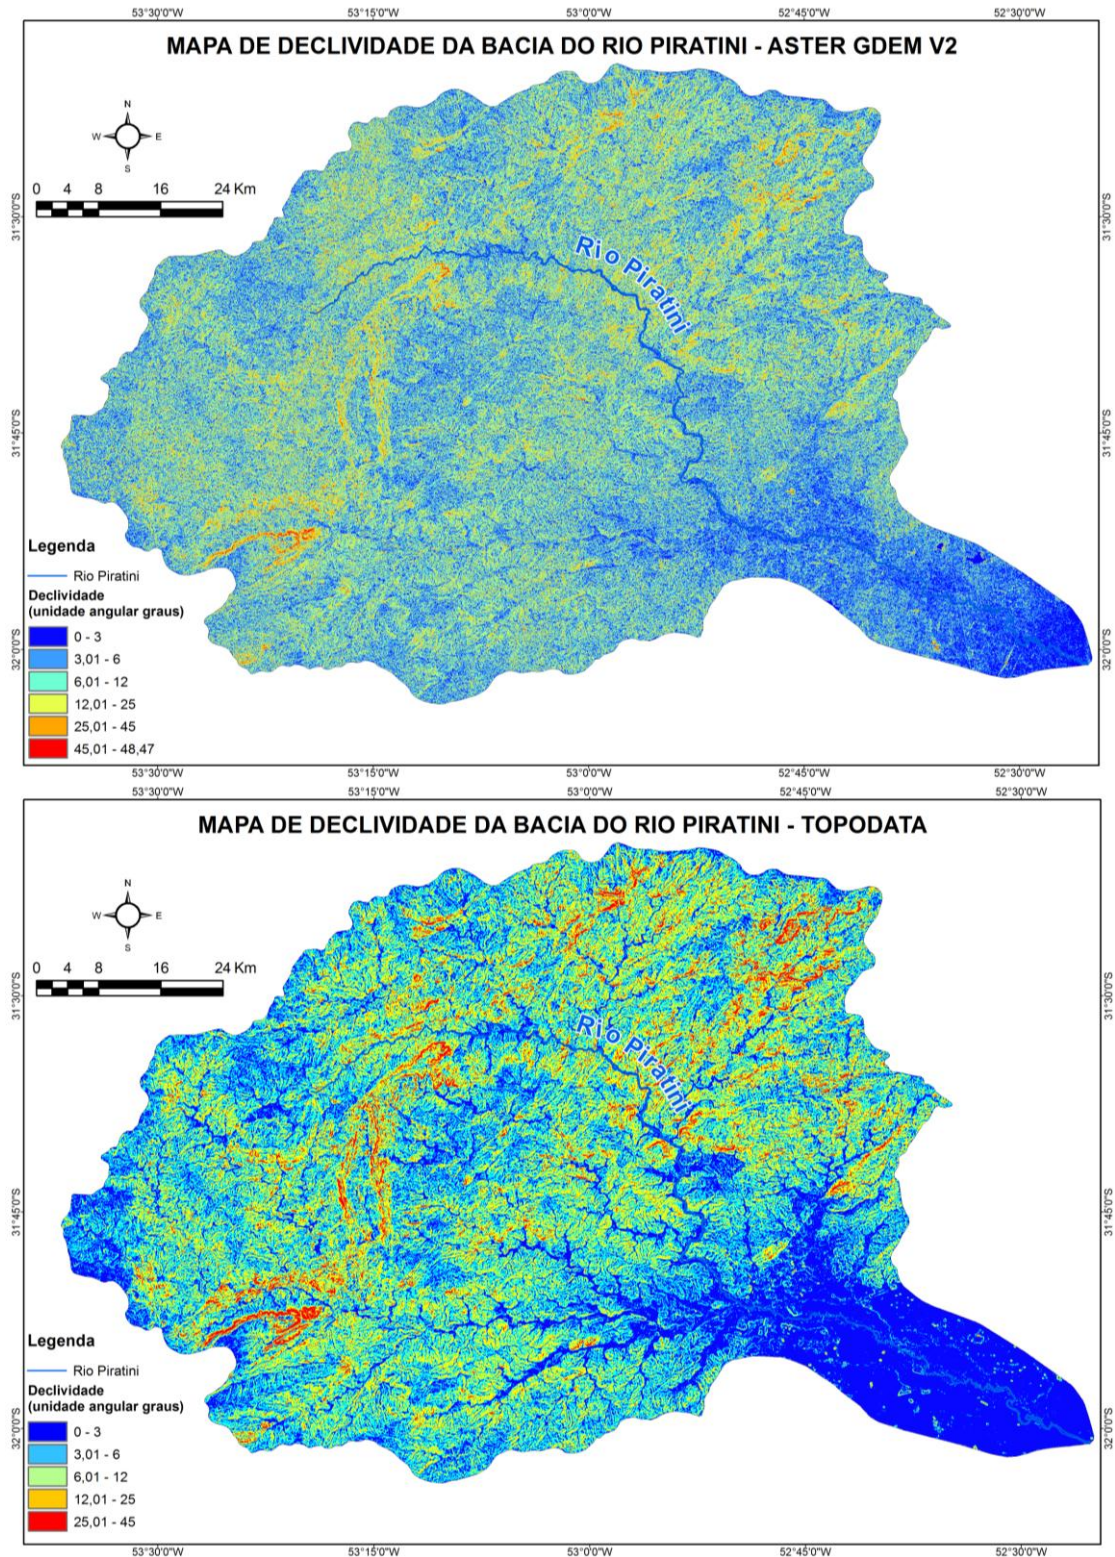 53°30'0"W 53°15'0"W 53°0'0"W 52°45'0"W 52°30'0"W
MAPA DE DECLIVIDADE DA BACIA DO RIO PIRATINI - ASTER GDEM V2
N
W E
S
0 4 8 16 24 Km
31°30'0"S 31°30'0"S
Rio Piratini
31°45'0"S 31°45'0"S
Legenda
Rio Piratini
Declividade
(unidade angular graus)
0 - 3
3,01 - 6
32°0'0"S 32°0'0"S
6,01 - 12
12,01 - 25
25,01 - 45
45,01 - 48,47
53°30'0"W 53°15'0"W 53°0'0"W 52°45'0"W 52°30'0"W
53°30'0"W 53°15'0"W 53°0'0"W 52°45'0"W 52°30'0"W
MAPA DE DECLIVIDADE DA BACIA DO RIO PIRATINI - TOPODATA
N
W E
S
0 4 8 16 24 Km
31°30'0"S 31°30'0"S
Rio Piratini
31°45'0"S 31°45'0"S
Legenda
Rio Piratini
Declividade
(unidade angular graus)
32°0'0"S 32°0'0"S
0 - 3
3,01 - 6
6,01 - 12
12,01 - 25
25,01 - 45
53°30'0"W 53°15'0"W 53°0'0"W 52°45'0"W 52°30'0"W